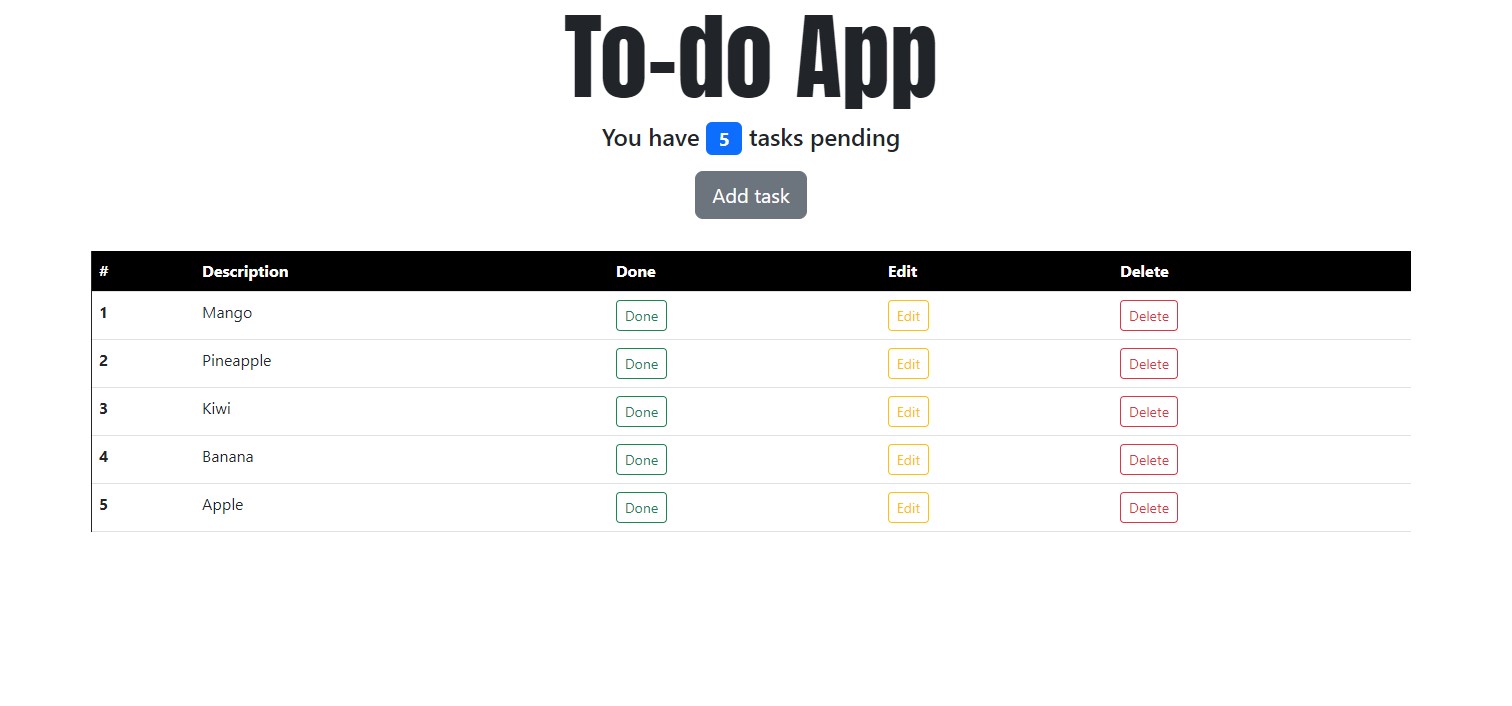 To-do App
You have 5 tasks pending
Add task
# Description Done Edit Delete
1 Mango Done Edit Delete
2 Pineapple Done Edit Delete
3 Kiwi Done Edit Delete
4 Banana Done Edit Delete
5 Apple Done Edit Delete